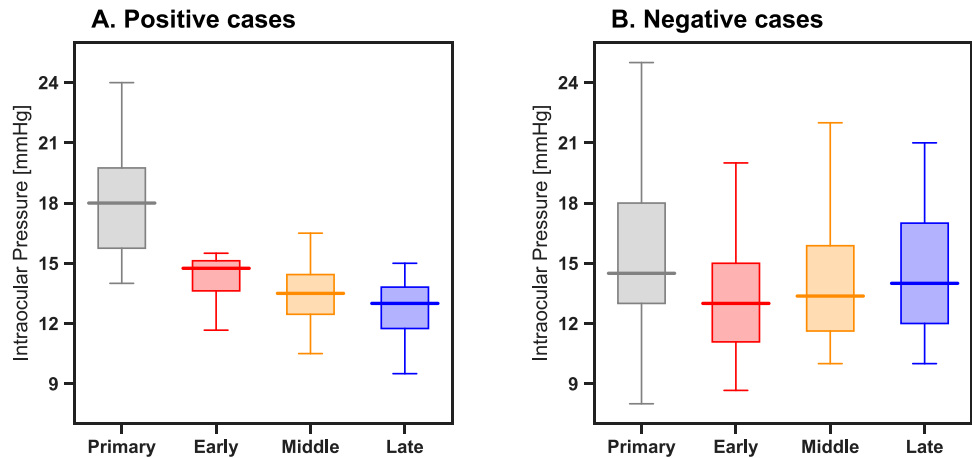 A. Positive cases
Intraocular Pressure [mmHg]
24
21
18
15
12
9
Primary Early Middle Late
B. Negative cases
Intraocular Pressure [mmHg]
24
21
18
15
12
9
Primary Early Middle Late